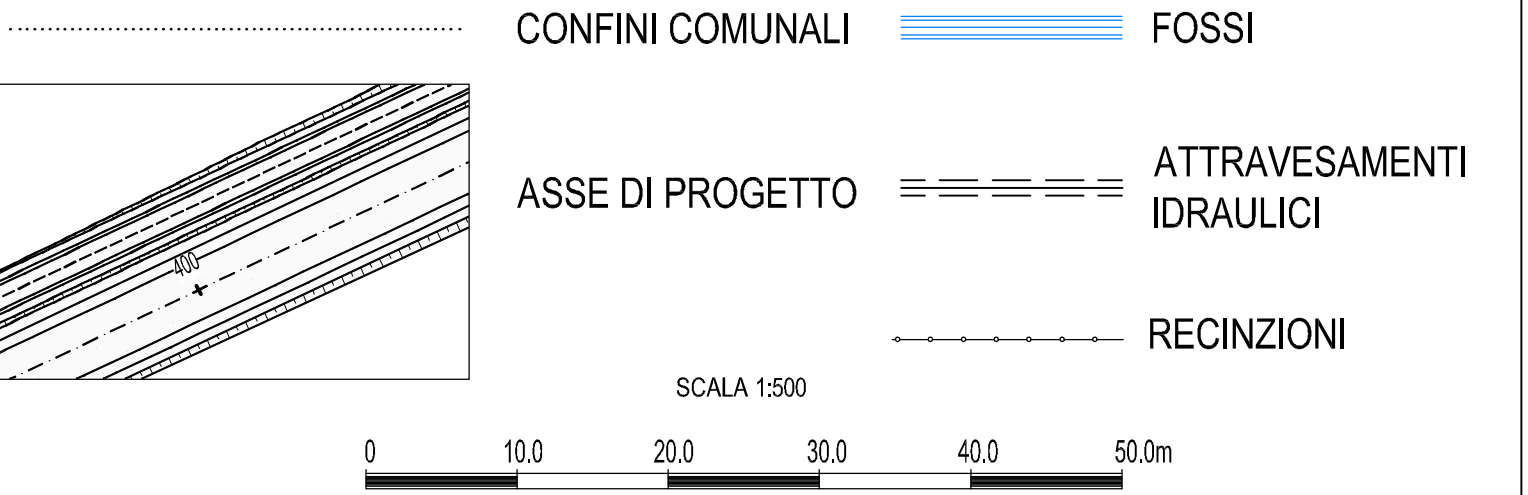 CONFINI COMUNALI
FOSSI
400
ASSE DI PROGETTO
ATTRAVESAMENTI
IDRAULICI
RECINZIONI
SCALA 1:500
0 10.0 20.0 30.0 40.0 50.0m